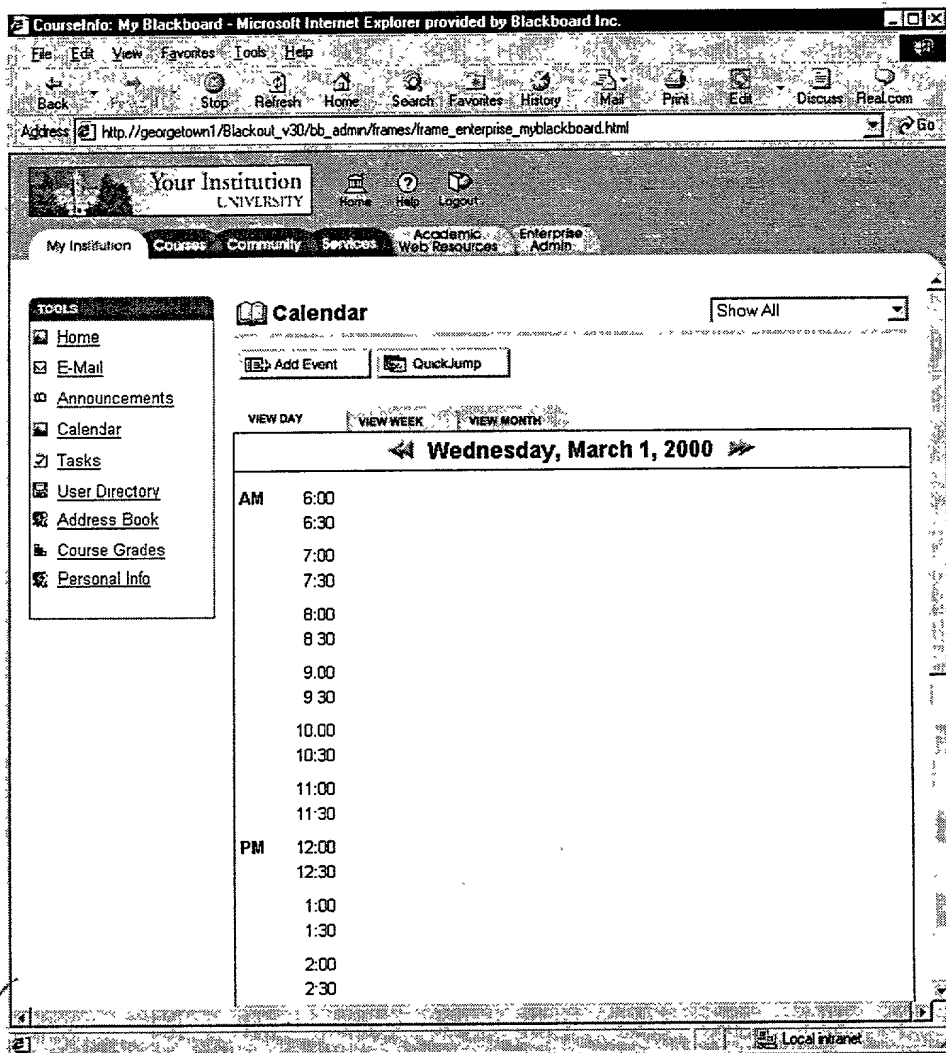 CourseInfo: My Blackboard - Microsoft Internet Explorer provided by Blackboard Inc.
File Edit View Favorites Tools Help
Back Stop Refresh Home Search Favorites History Mail Print Edit Discuss Real.com
Address http://georgetown1/Blackout_v30/bb_admin/frames/frame_enterprise_myblackboard.html Go
Your Institution
UNIVERSITY
Home Help Logout
My Institution Courses Community Services Academic Web Resources Enterprise Admin
TOOLS
Home
E-Mail
Announcements
Calendar
Tasks
User Directory
Address Book
Course Grades
Personal Info
Calendar Show All
Add Event QuickJump
VIEW DAY VIEW WEEK VIEW MONTH
Wednesday, March 1, 2000
AM 6:00
6:30
7:00
7:30
8:00
8 30
9.00
9 30
10.00
10:30
11:00
11:30
PM 12:00
12:30
1:00
1:30
2:00
2:30
Local intranet